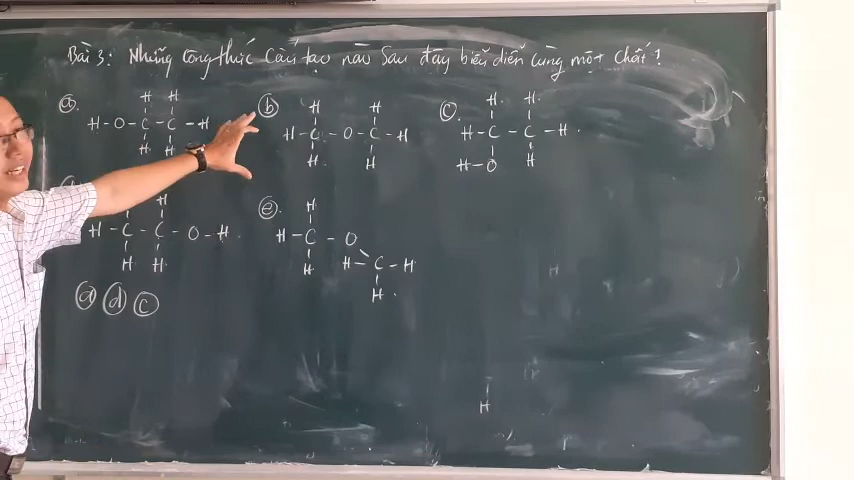 Bài 3: Những công thức cấu tạo nào sau đây biểu diễn cùng một chất?
ⓐ. ⓑ ⓒ.
H H H H H H
H-O-C-C-H H-C-O-C-H H-C-C-H.
H H H H H-O H
ⓔ.
H H
H-C-C-O-H. H-C-O
H H H H-C-H
H.
ⓐ ⓓ ⓒ
H
H
H